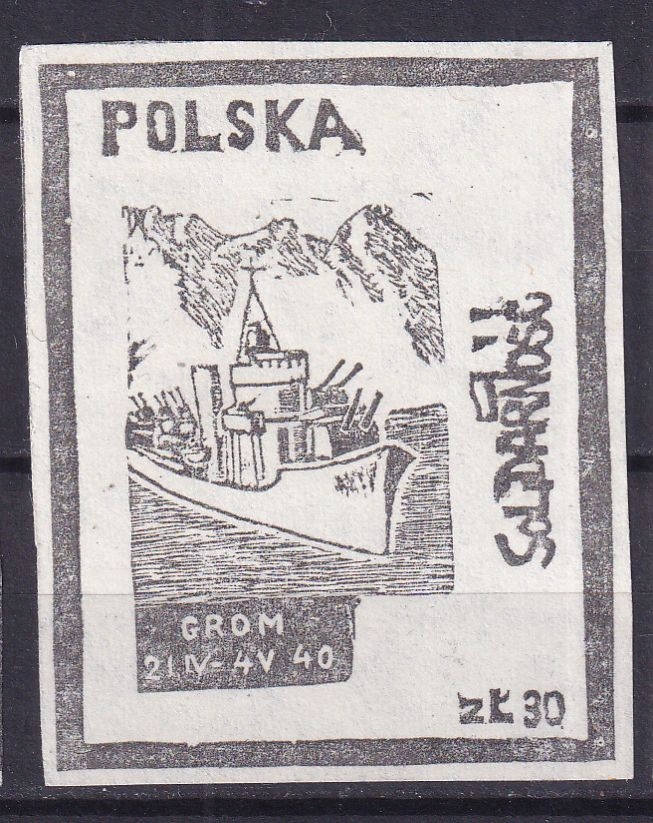 POLSKA
SOLIDARNOŚĆ
GROM
21 IV - 4 V 40
zł 30